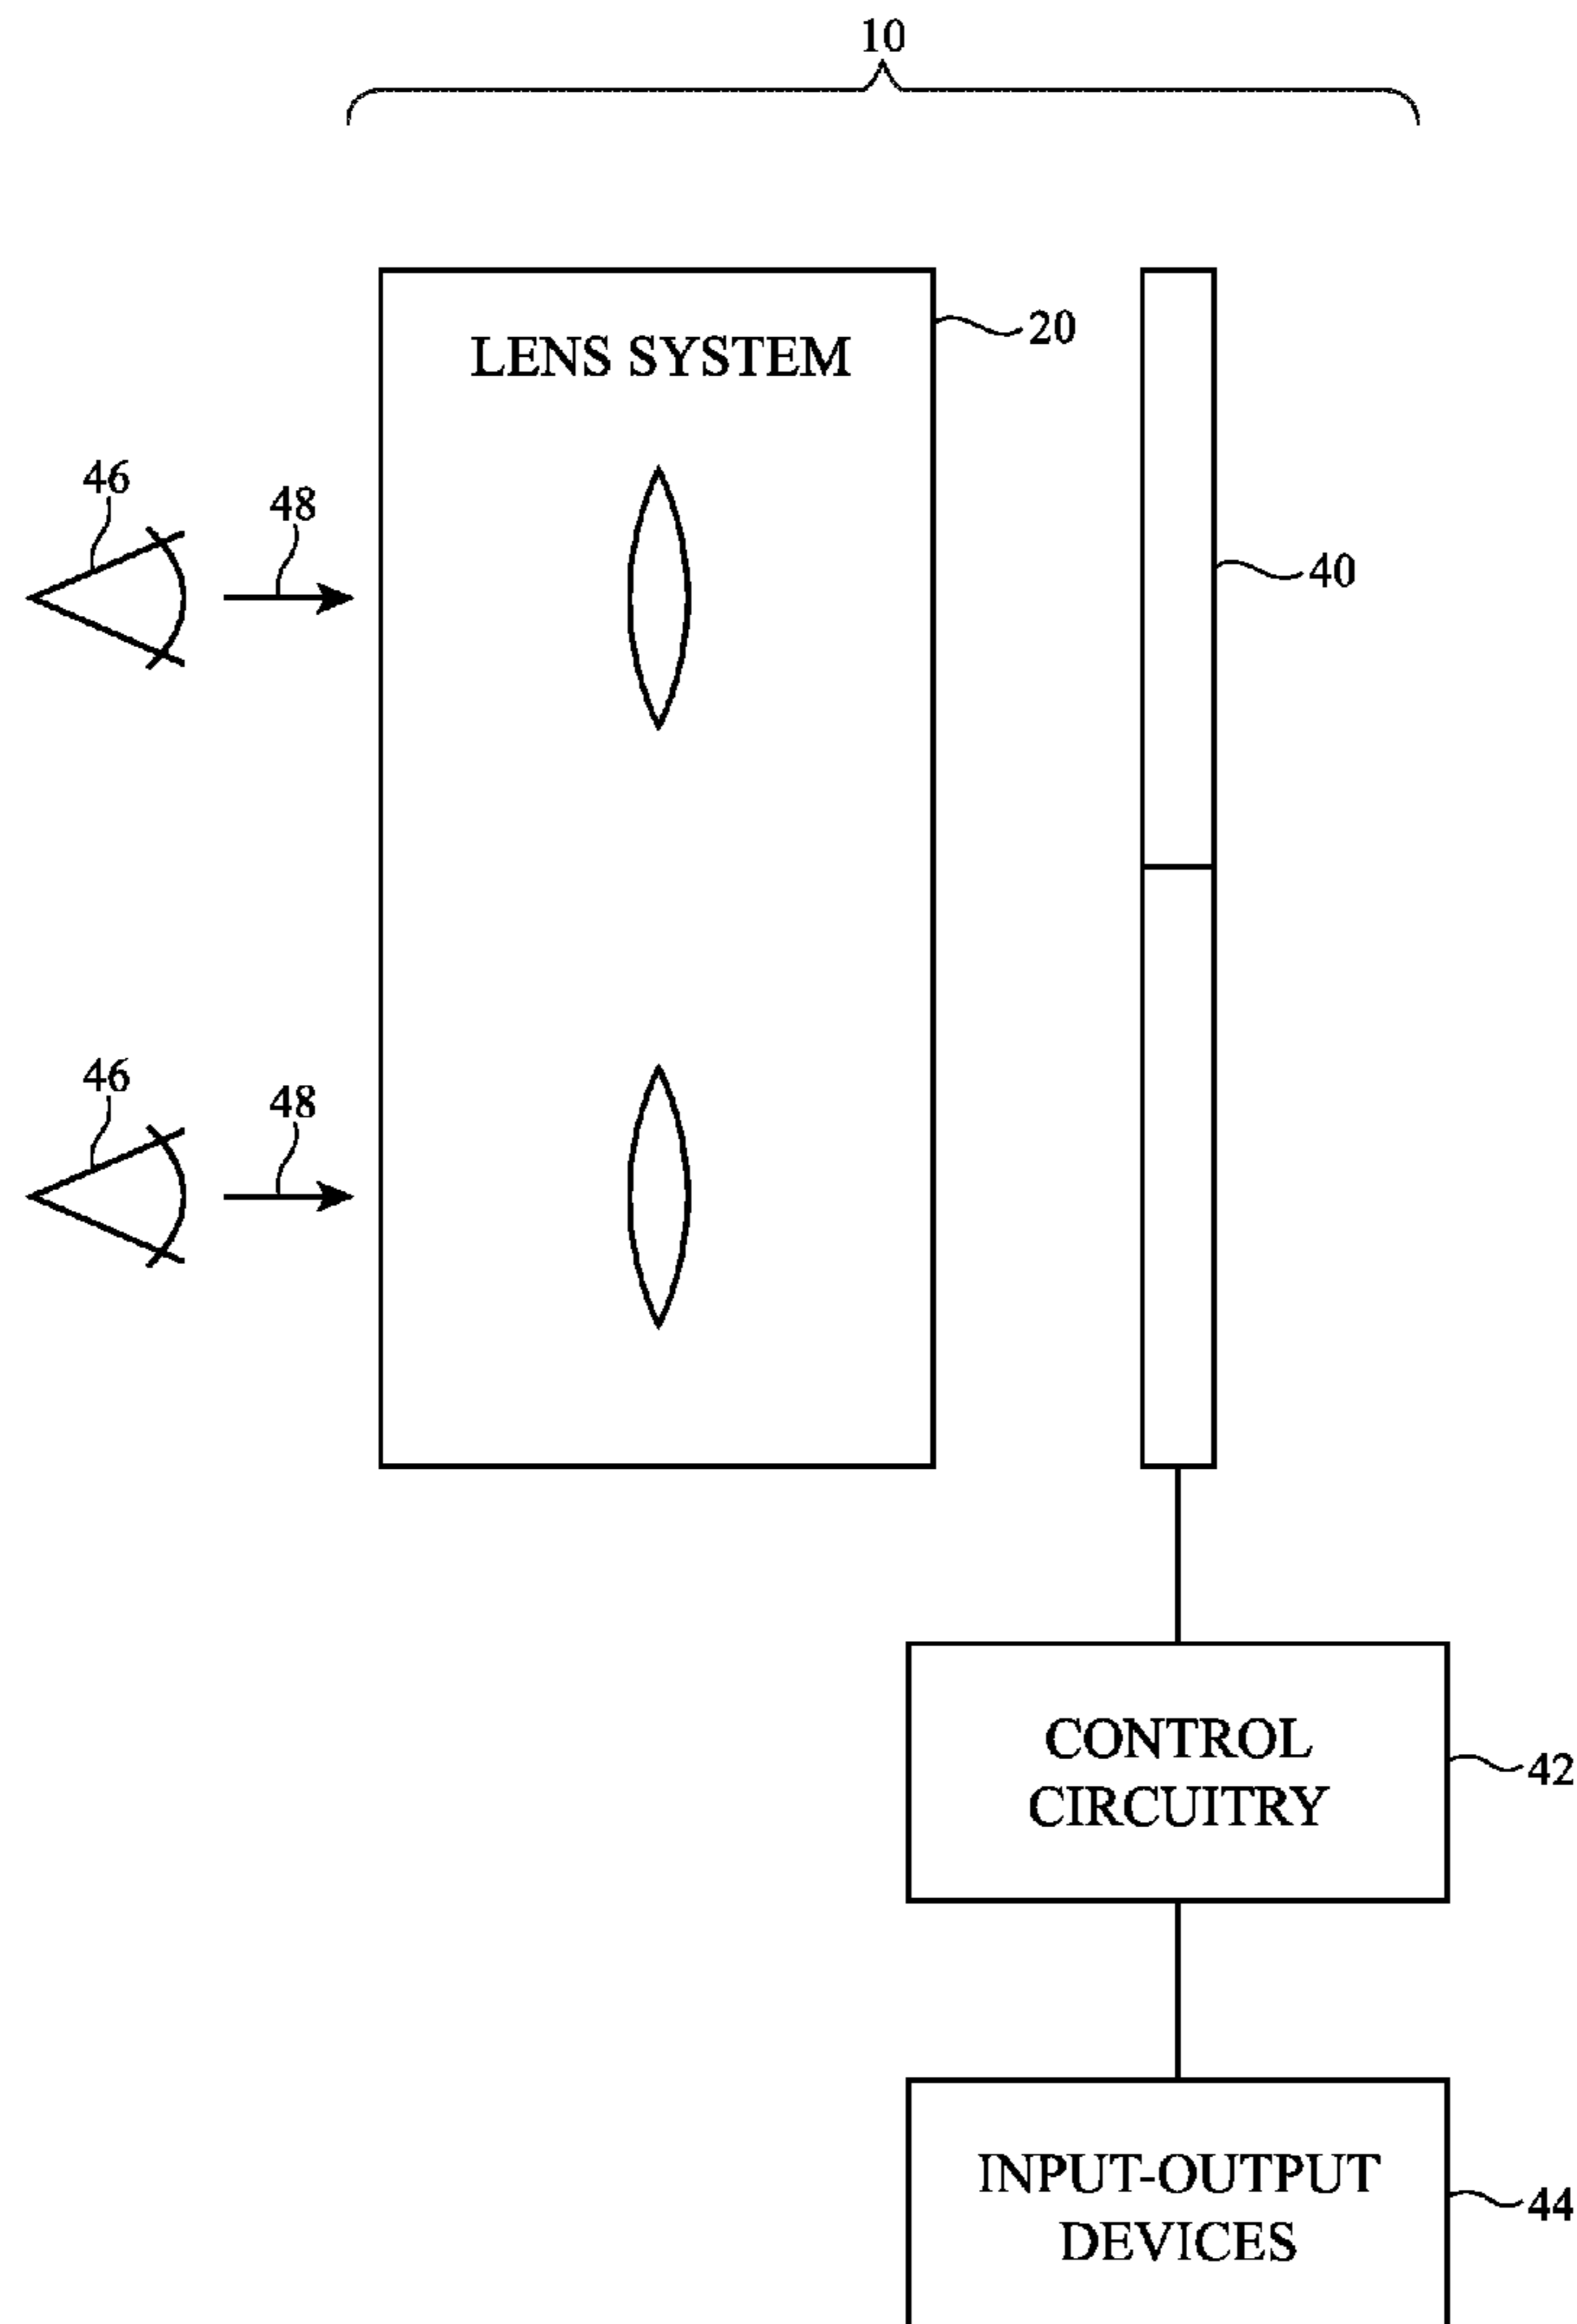 10
LENS SYSTEM
20
46
48
40
46
48
CONTROL
CIRCUITRY
42
INPUT-OUTPUT
DEVICES
44